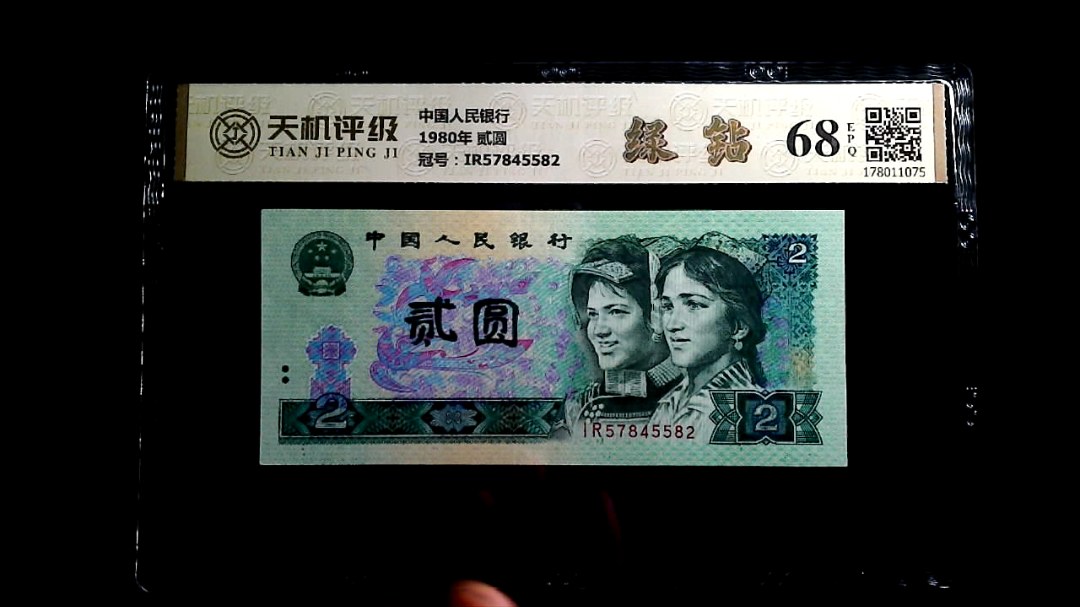 天机评级
TIAN JI PING JI
中国人民银行
1980年 贰圆
冠号：IR57845582
绿 钻
68
EPQ
178011075
中国人民银行
2
贰圆
2
IR57845582
2